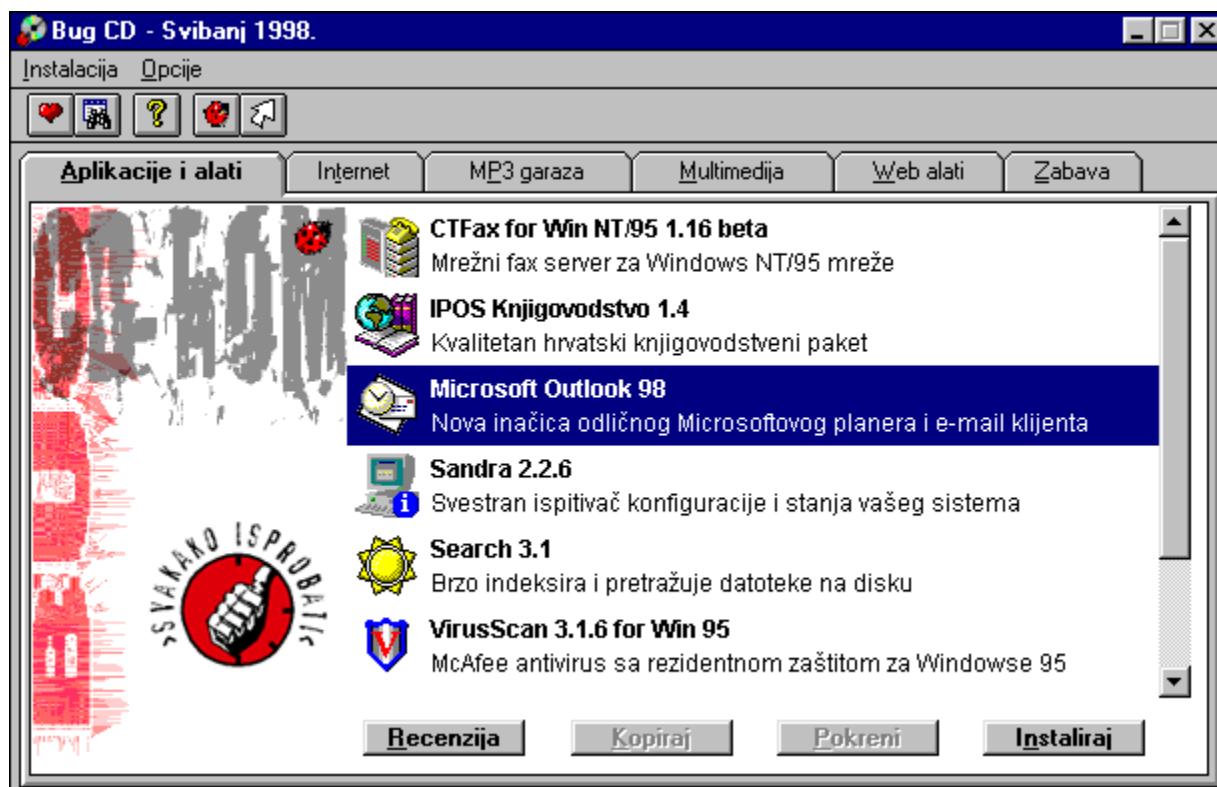 Bug CD - Svibanj 1998.
Instalacija Opcije
Aplikacije i alati Internet MP3 garaza Multimedija Web alati Zabava
CD-ROM
CTFax for Win NT/95 1.16 beta
Mrežni fax server za Windows NT/95 mreže
IPOS Knjigovodstvo 1.4
Kvalitetan hrvatski knjigovodstveni paket
Microsoft Outlook 98
Nova inačica odličnog Microsoftovog planera i e-mail klijenta
Sandra 2.2.6
Svestran ispitivač konfiguracije i stanja vašeg sistema
Search 3.1
Brzo indeksira i pretražuje datoteke na disku
>SVAKAKO ISPROBATI<
VirusScan 3.1.6 for Win 95
McAfee antivirus sa rezidentnom zaštitom za Windowse 95
Recenzija Kopiraj Pokreni Instaliraj